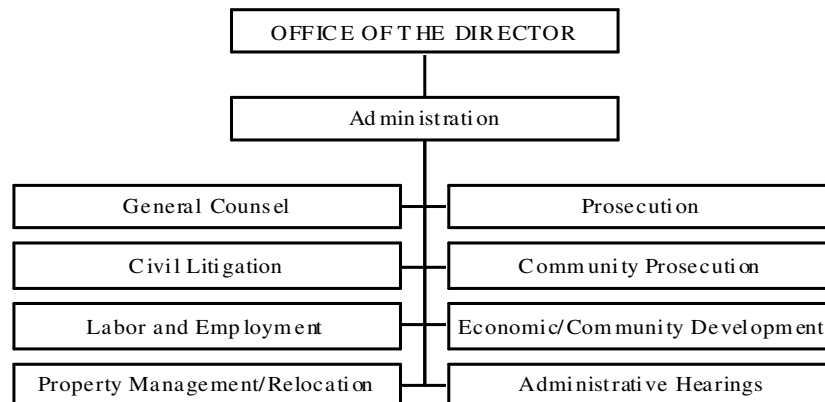 OFFICE OF THE DIRECTOR
Administration
General Counsel
Prosecution
Civil Litigation
Community Prosecution
Labor and Employment
Economic/Community Development
Property Management/Relocation
Administrative Hearings